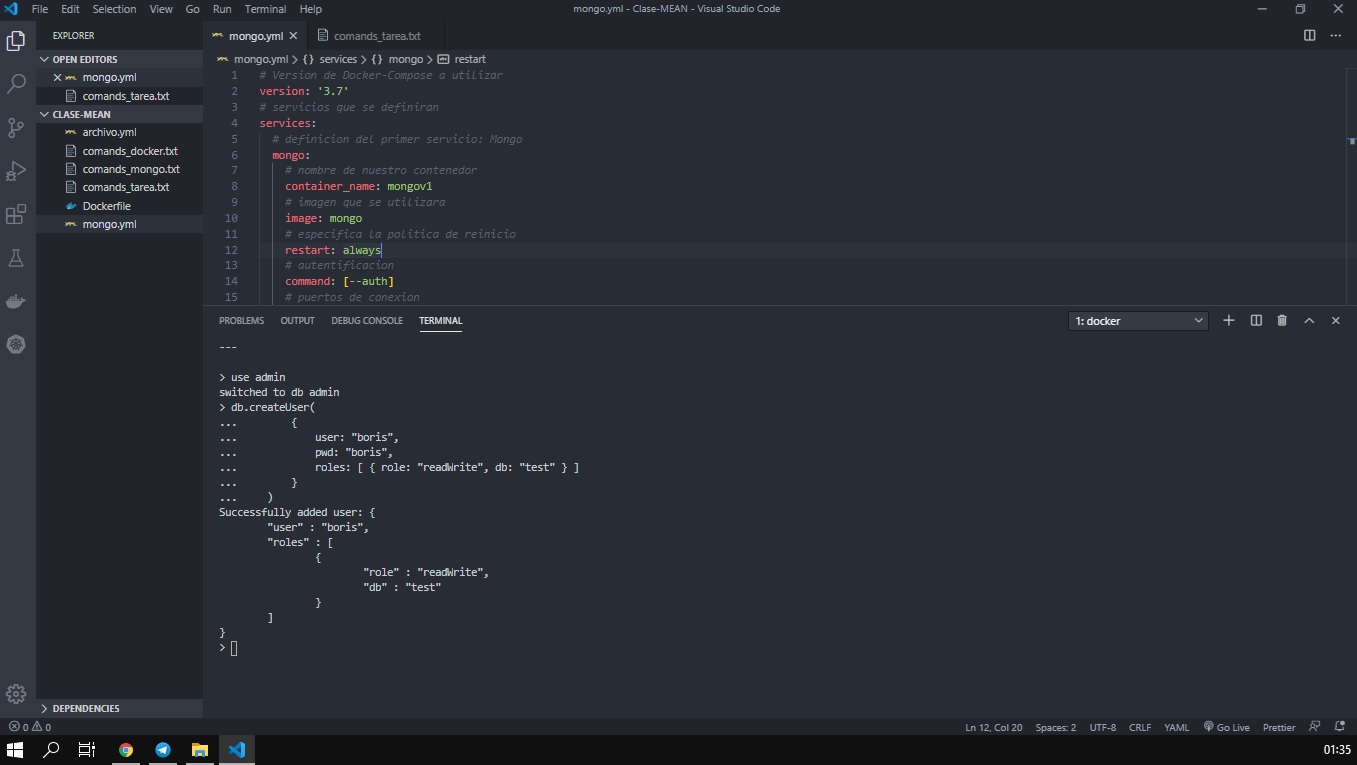 File Edit Selection View Go Run Terminal Help
mongo.yml - Clase-MEAN - Visual Studio Code
EXPLORER
OPEN EDITORS
mongo.yml
comands_tarea.txt
CLASE-MEAN
archivo.yml
comands_docker.txt
comands_mongo.txt
comands_tarea.txt
Dockerfile
mongo.yml
DEPENDENCIES
mongo.yml
comands_tarea.txt
mongo.yml > {} services > {} mongo > abc restart
1 # Version de Docker-Compose a utilizar
2 version: '3.7'
3 # servicios que se definiran
4 services:
5 # definicion del primer servicio: Mongo
6 mongo:
7 # nombre de nuestro contenedor
8 container_name: mongov1
9 # imagen que se utilizara
10 image: mongo
11 # especifica la politica de reinicio
12 restart: always
13 # autentificacion
14 command: [--auth]
15 # puertos de conexion
PROBLEMS OUTPUT DEBUG CONSOLE TERMINAL
1: docker
---
> use admin
switched to db admin
> db.createUser(
... {
... user: "boris",
... pwd: "boris",
... roles: [ { role: "readWrite", db: "test" } ]
... }
... )
Successfully added user: {
"user" : "boris",
"roles" : [
{
"role" : "readWrite",
"db" : "test"
}
]
}
>
0 0
Ln 12, Col 20 Spaces: 2 UTF-8 CRLF YAML Go Live Prettier
01:35